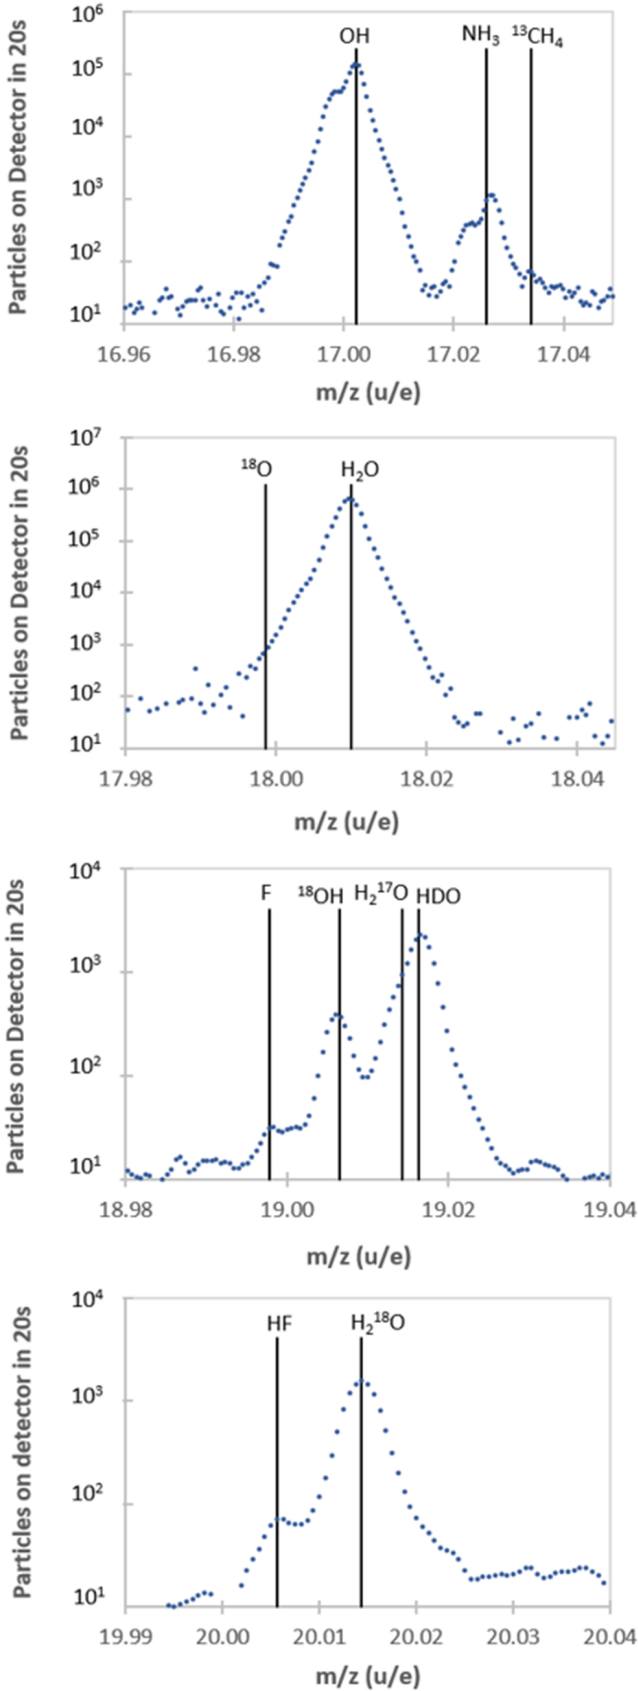 Particles on Detector in 20s
10⁶
10⁵
10⁴
10³
10²
10¹
OH NH₃ ¹³CH₄
16.96 16.98 17.00 17.02 17.04
m/z (u/e)
Particles on Detector in 20s
10⁷
10⁶
10⁵
10⁴
10³
10²
10¹
¹⁸O H₂O
17.98 18.00 18.02 18.04
m/z (u/e)
Particles on Detector in 20s
10⁴
10³
10²
10¹
F ¹⁸OH H₂¹⁷O HDO
18.98 19.00 19.02 19.04
m/z (u/e)
Particles on detector in 20s
10⁴
10³
10²
10¹
HF H₂¹⁸O
19.99 20.00 20.01 20.02 20.03 20.04
m/z (u/e)